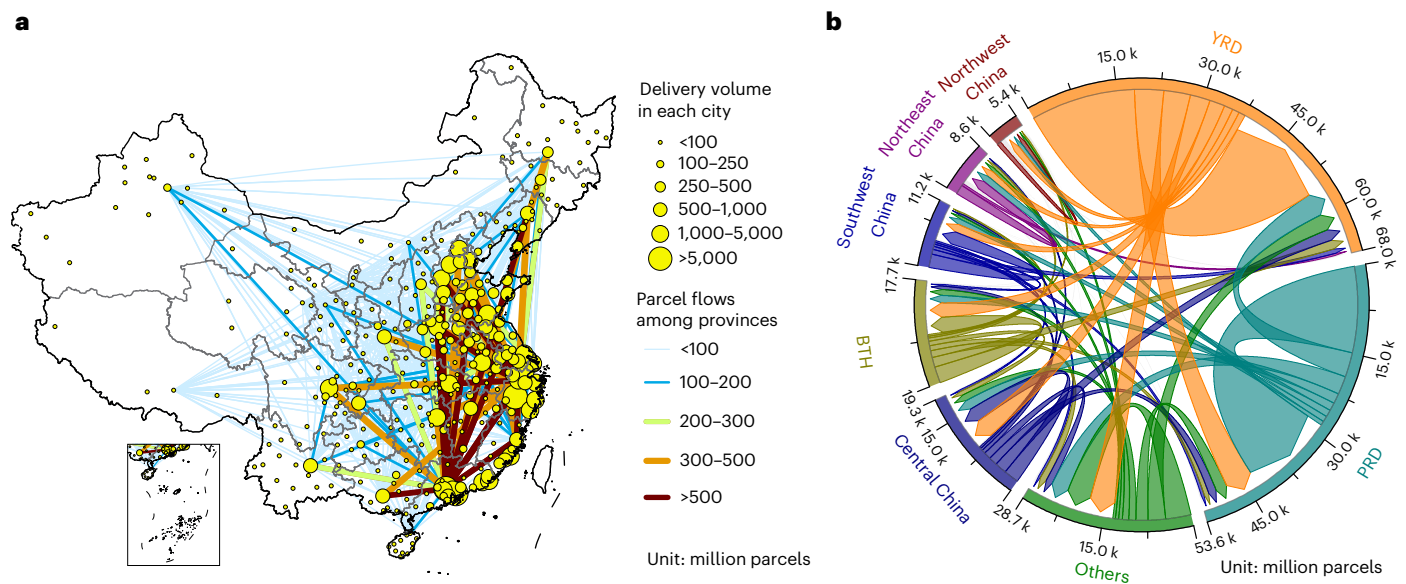 a
Delivery volume
in each city
<100
100–250
250–500
500–1,000
1,000–5,000
>5,000
Parcel flows
among provinces
<100
100–200
200–300
300–500
>500
Unit: million parcels
b
YRD
15.0 k
30.0 k
45.0 k
60.0 k
68.0 k
PRD
15.0 k
30.0 k
45.0 k
53.6 k
Others
15.0 k
28.7 k
Central China
15.0 k
19.3 k
BTH
17.7 k
Southwest
China
11.2 k
Northeast
China
8.6 k
Northwest
China
5.4 k
Unit: million parcels